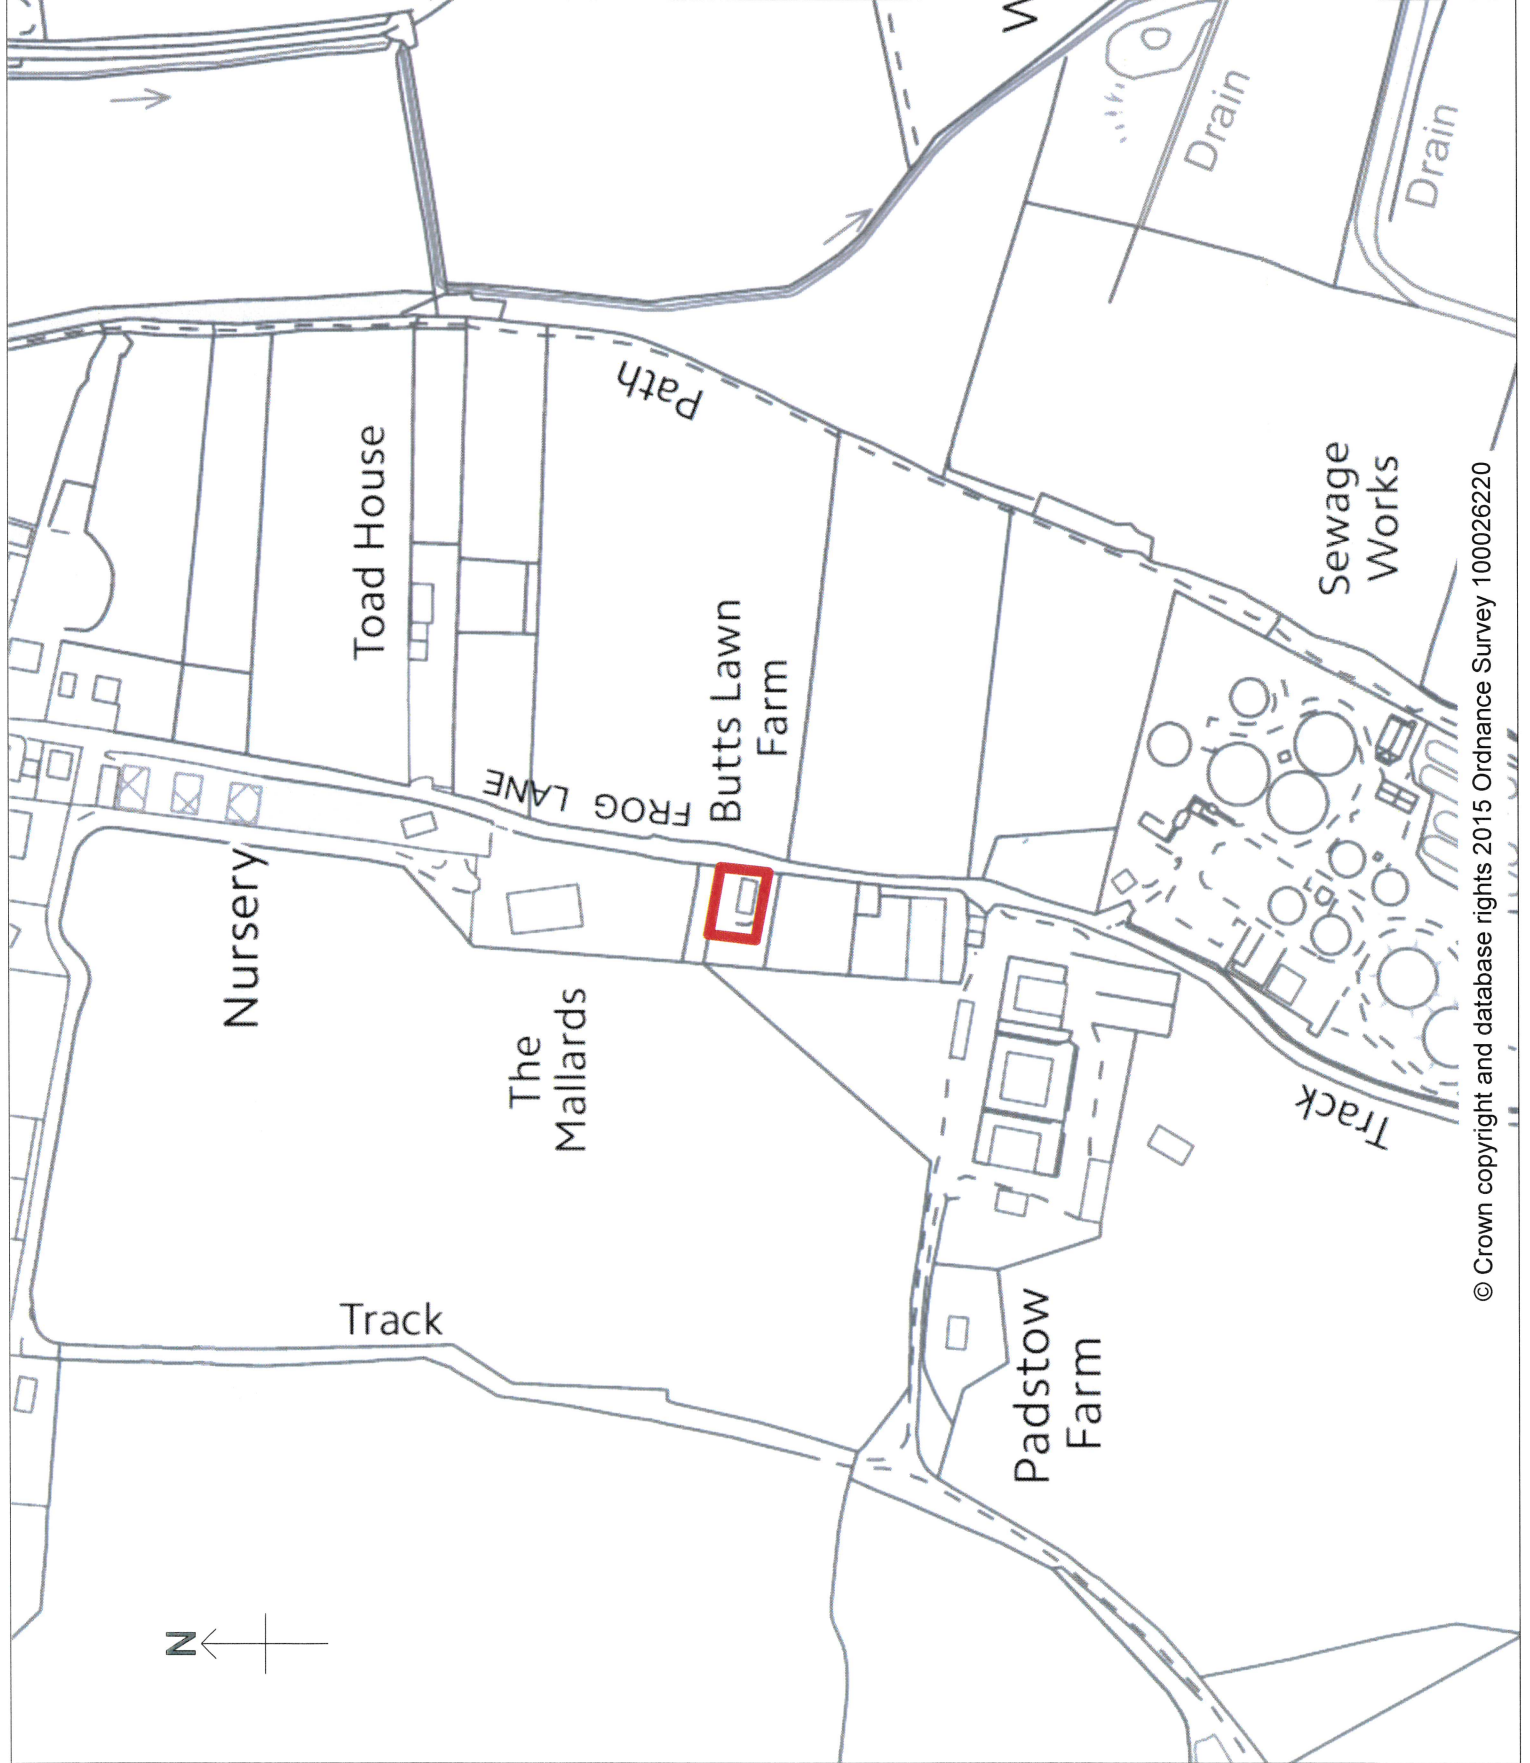 W
Drain
Drain
Path
Toad House
Sewage
Works
Butts Lawn
Farm
FROG LANE
Nursery
The
Mallards
Track
Track
Padstow
Farm
N
© Crown copyright and database rights 2015 Ordnance Survey 100026220